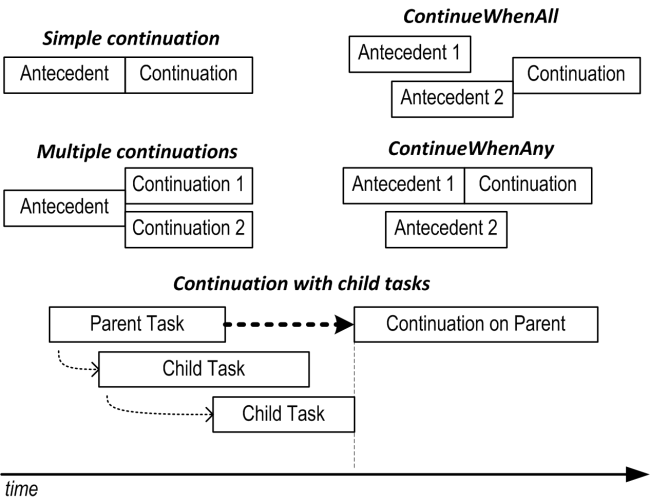 Simple continuation
Antecedent
Continuation
ContinueWhenAll
Antecedent 1
Antecedent 2
Continuation
Multiple continuations
Antecedent
Continuation 1
Continuation 2
ContinueWhenAny
Antecedent 1
Continuation
Antecedent 2
Continuation with child tasks
Parent Task
Continuation on Parent
Child Task
Child Task
time